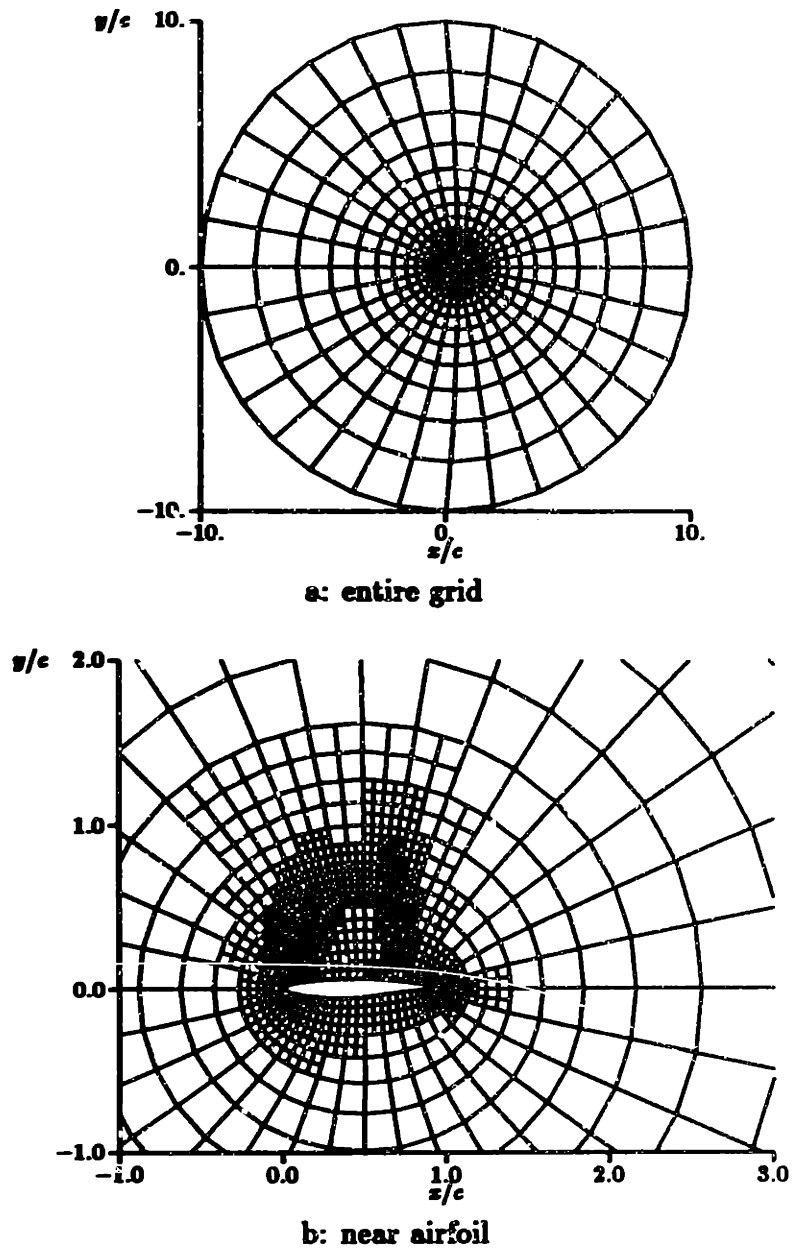 y/c 10.
0.
-10.
-10. 0. 10.
x/c
a: entire grid
y/c 2.0
1.0
0.0
-1.0
-1.0 0.0 1.0 2.0 3.0
x/c
b: near airfoil